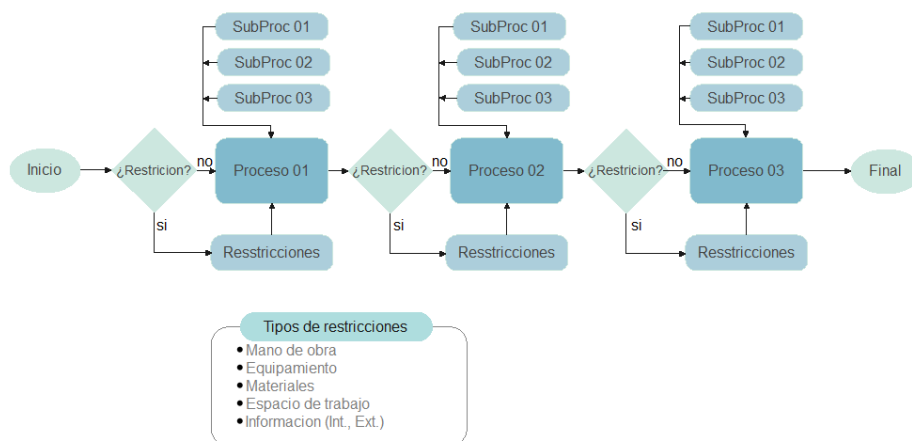 SubProc 01
SubProc 02
SubProc 03
SubProc 01
SubProc 02
SubProc 03
SubProc 01
SubProc 02
SubProc 03
Inicio
¿Restricion?
no
Proceso 01
¿Restricion?
no
Proceso 02
¿Restricion?
no
Proceso 03
Final
si
Resstricciones
si
Resstricciones
si
Resstricciones
Tipos de restricciones
• Mano de obra
• Equipamiento
• Materiales
• Espacio de trabajo
• Informacion (Int., Ext.)